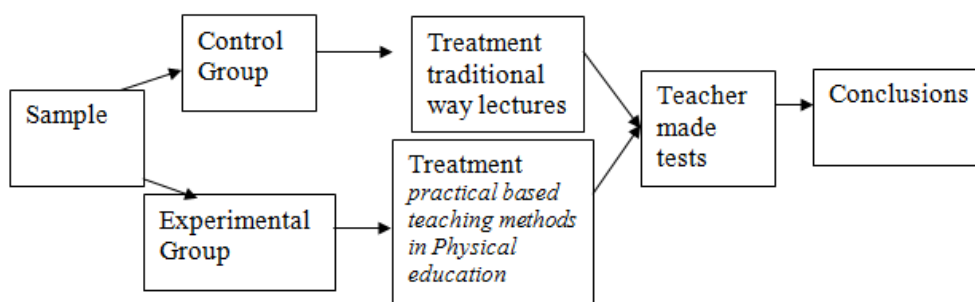 Sample
Control
Group
Experimental
Group
Treatment
traditional
way lectures
Treatment
practical based
teaching methods
in Physical
education
Teacher
made
tests
Conclusions